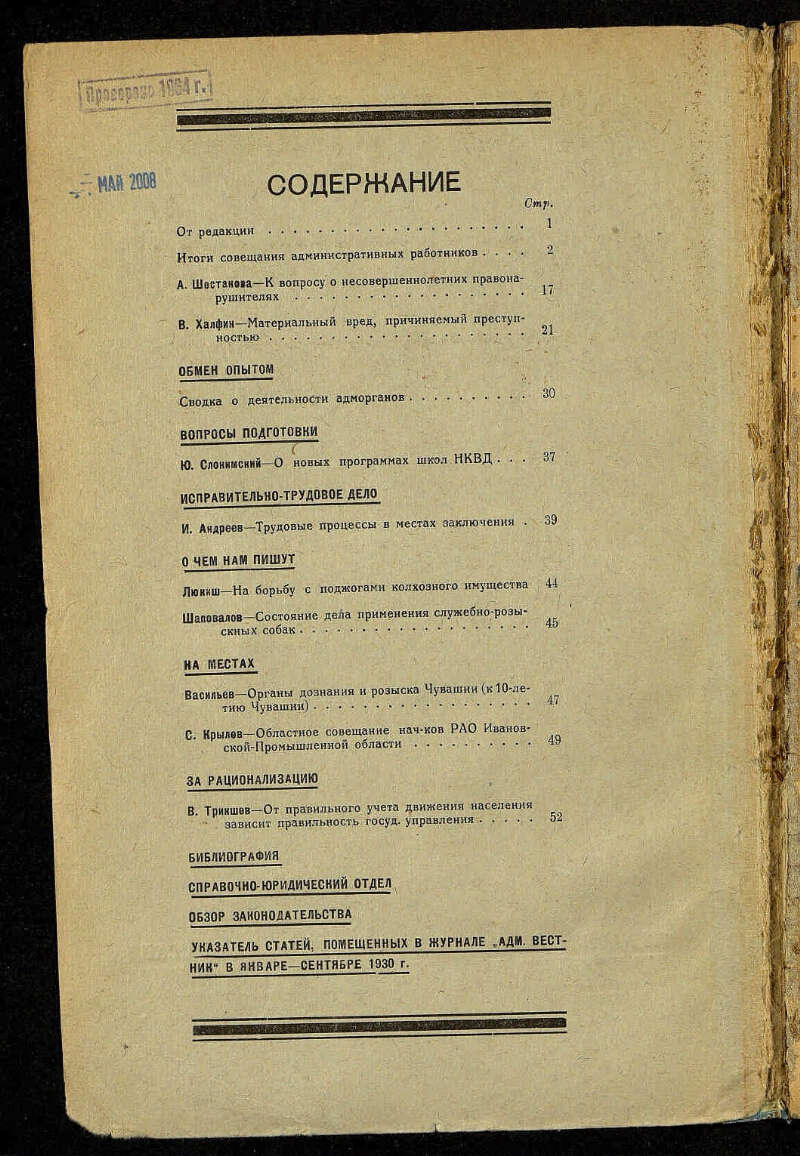 Проверено 1934 г.
МАЙ 2008
СОДЕРЖАНИЕ
Стр.
От редакции . . . . . . . . . . . . . . . . . . . . 1
Итоги совещания административных работников . . . . 2
А. Шестанова—К вопросу о несовершеннолетних правона-
рушителях . . . . . . . . . . . . . . . . . . 17
В. Халфин—Материальный вред, причиняемый преступ-
ностью . . . . . . . . . . . . . . . . . . . . 21
ОБМЕН ОПЫТОМ
Сводка о деятельности адморганов . . . . . . . . . . 30
ВОПРОСЫ ПОДГОТОВКИ
Ю. Слонимский—О новых программах школ НКВД . . . 37
ИСПРАВИТЕЛЬНО-ТРУДОВОЕ ДЕЛО
И. Андреев—Трудовые процессы в местах заключения . 39
О ЧЕМ НАМ ПИШУТ
Люкиш—На борьбу с поджогами колхозного имущества 44
Шаповалов—Состояние дела применения служебно-розы-
скных собак . . . . . . . . . . . . . . . . . . 45
НА МЕСТАХ
Васильев—Органы дознания и розыска Чувашии (к 10-ле-
тию Чувашии) . . . . . . . . . . . . . . . . . 47
С. Крылов—Областное совещание нач-ков РАО Иванов-
ской-Промышленной области . . . . . . . . . . 49
ЗА РАЦИОНАЛИЗАЦИЮ
В. Трикшев—От правильного учета движения населения
зависит правильность госуд. управления . . . . . 52
БИБЛИОГРАФИЯ
СПРАВОЧНО-ЮРИДИЧЕСКИЙ ОТДЕЛ
ОБЗОР ЗАКОНОДАТЕЛЬСТВА
УКАЗАТЕЛЬ СТАТЕЙ, ПОМЕЩЕННЫХ В ЖУРНАЛЕ „АДМ. ВЕСТ-
НИК“ В ЯНВАРЕ—СЕНТЯБРЕ 1930 г.